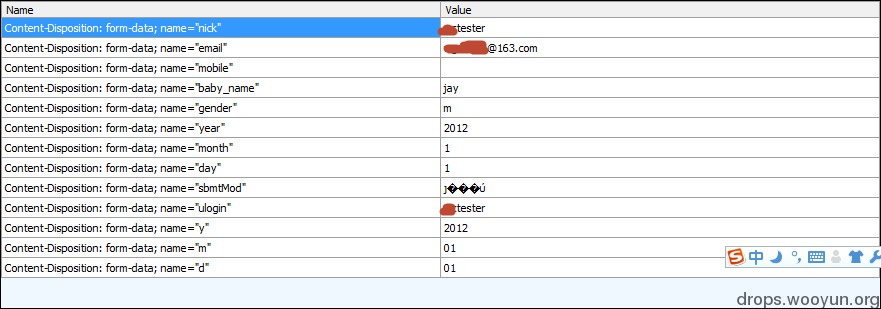 Name Value
Content-Disposition: form-data; name="nick" tester
Content-Disposition: form-data; name="email" @163.com
Content-Disposition: form-data; name="mobile"
Content-Disposition: form-data; name="baby_name" jay
Content-Disposition: form-data; name="gender" m
Content-Disposition: form-data; name="year" 2012
Content-Disposition: form-data; name="month" 1
Content-Disposition: form-data; name="day" 1
Content-Disposition: form-data; name="sbmtMod"
Content-Disposition: form-data; name="ulogin" tester
Content-Disposition: form-data; name="y" 2012
Content-Disposition: form-data; name="m" 01
Content-Disposition: form-data; name="d" 01
S中
drops.wooyun.org